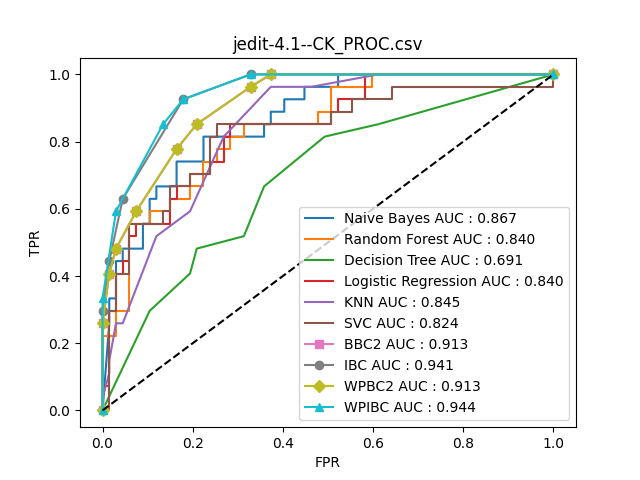 jedit-4.1--CK_PROC.csv
1.0
0.8
0.6
0.4
0.2
0.0
TPR
Naive Bayes AUC : 0.867
Random Forest AUC : 0.840
Decision Tree AUC : 0.691
Logistic Regression AUC : 0.840
KNN AUC : 0.845
SVC AUC : 0.824
BBC2 AUC : 0.913
IBC AUC : 0.941
WPBC2 AUC : 0.913
WPIBC AUC : 0.944
0.0 0.2 0.4 0.6 0.8 1.0
FPR